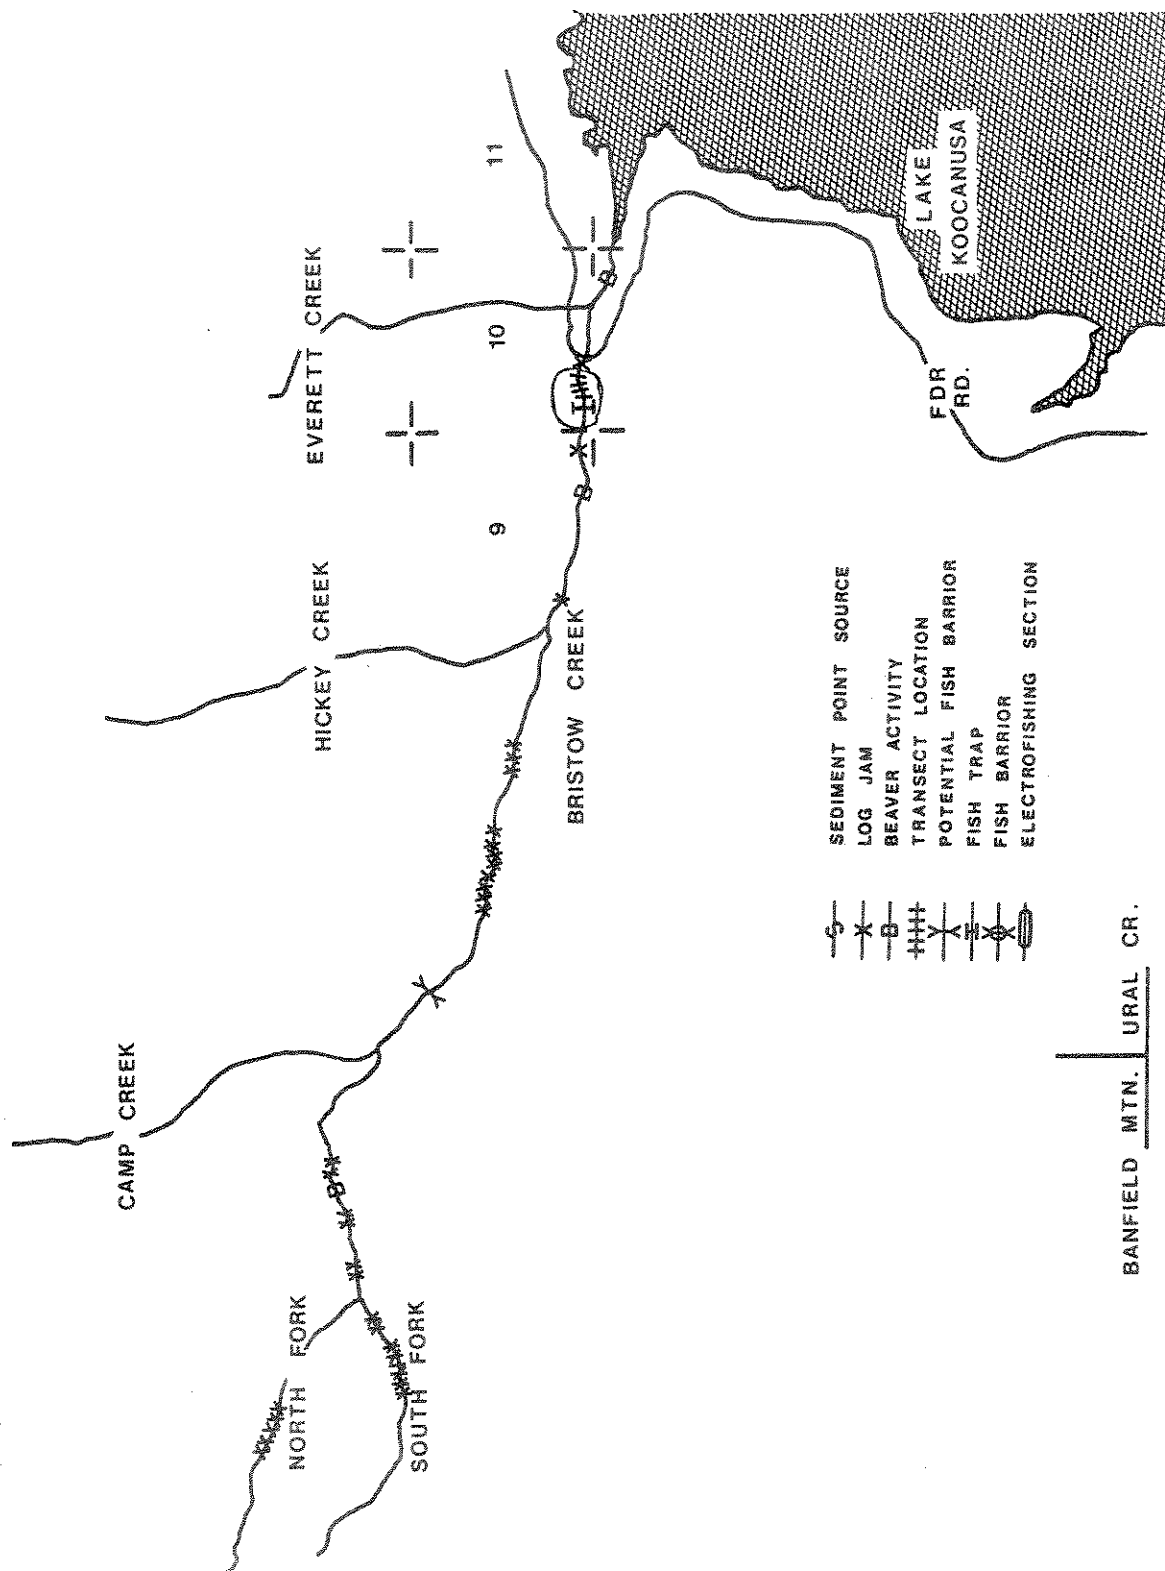 CAMP CREEK
HICKEY CREEK
EVERETT CREEK
NORTH FORK
SOUTH FORK
BRISTOW CREEK
9
10
11
B
X
B
I
B
LAKE
KOOCANUSA
FDR
RD.
S SEDIMENT POINT SOURCE
X LOG JAM
B BEAVER ACTIVITY
TRANSECT LOCATION
POTENTIAL FISH BARRIER
FISH TRAP
FISH BARRIOR
ELECTROFISHING SECTION
BANFIELD MTN. URAL CR.